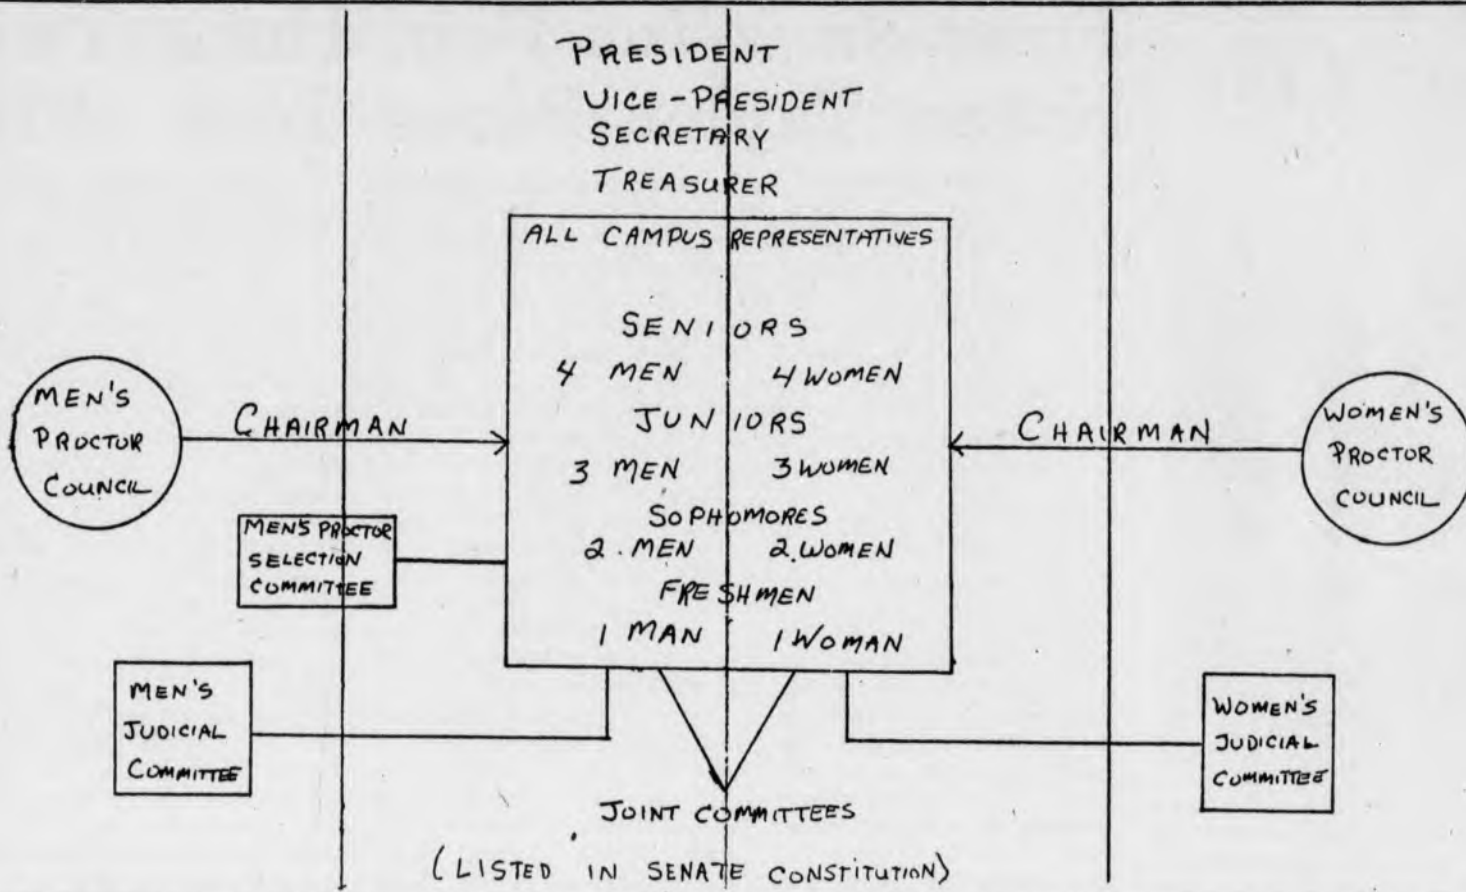 PRESIDENT
VICE-PRESIDENT
SECRETARY
TREASURER
ALL CAMPUS REPRESENTATIVES
SENIORS
4 MEN 4 WOMEN
JUNIORS
3 MEN 3 WOMEN
SOPHOMORES
2. MEN 2. WOMEN
FRESHMEN
1 MAN 1 WOMAN
MEN'S
PROCTOR
COUNCIL
CHAIRMAN
CHAIRMAN
WOMEN'S
PROCTOR
COUNCIL
MEN'S PROCTOR
SELECTION
COMMITTEE
MEN'S
JUDICIAL
COMMITTEE
WOMEN'S
JUDICIAL
COMMITTEE
JOINT COMMITTEES
(LISTED IN SENATE CONSTITUTION)